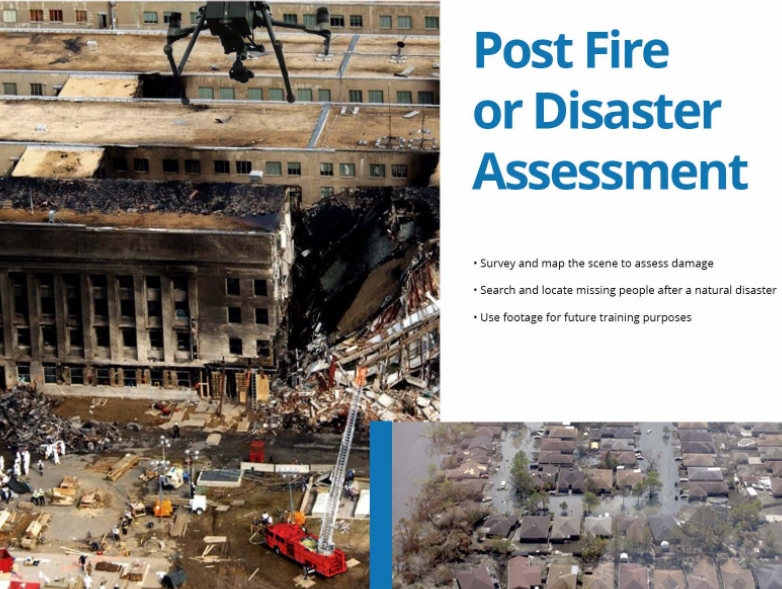 Post Fire
or Disaster
Assessment
• Survey and map the scene to assess damage
• Search and locate missing people after a natural disaster
• Use footage for future training purposes